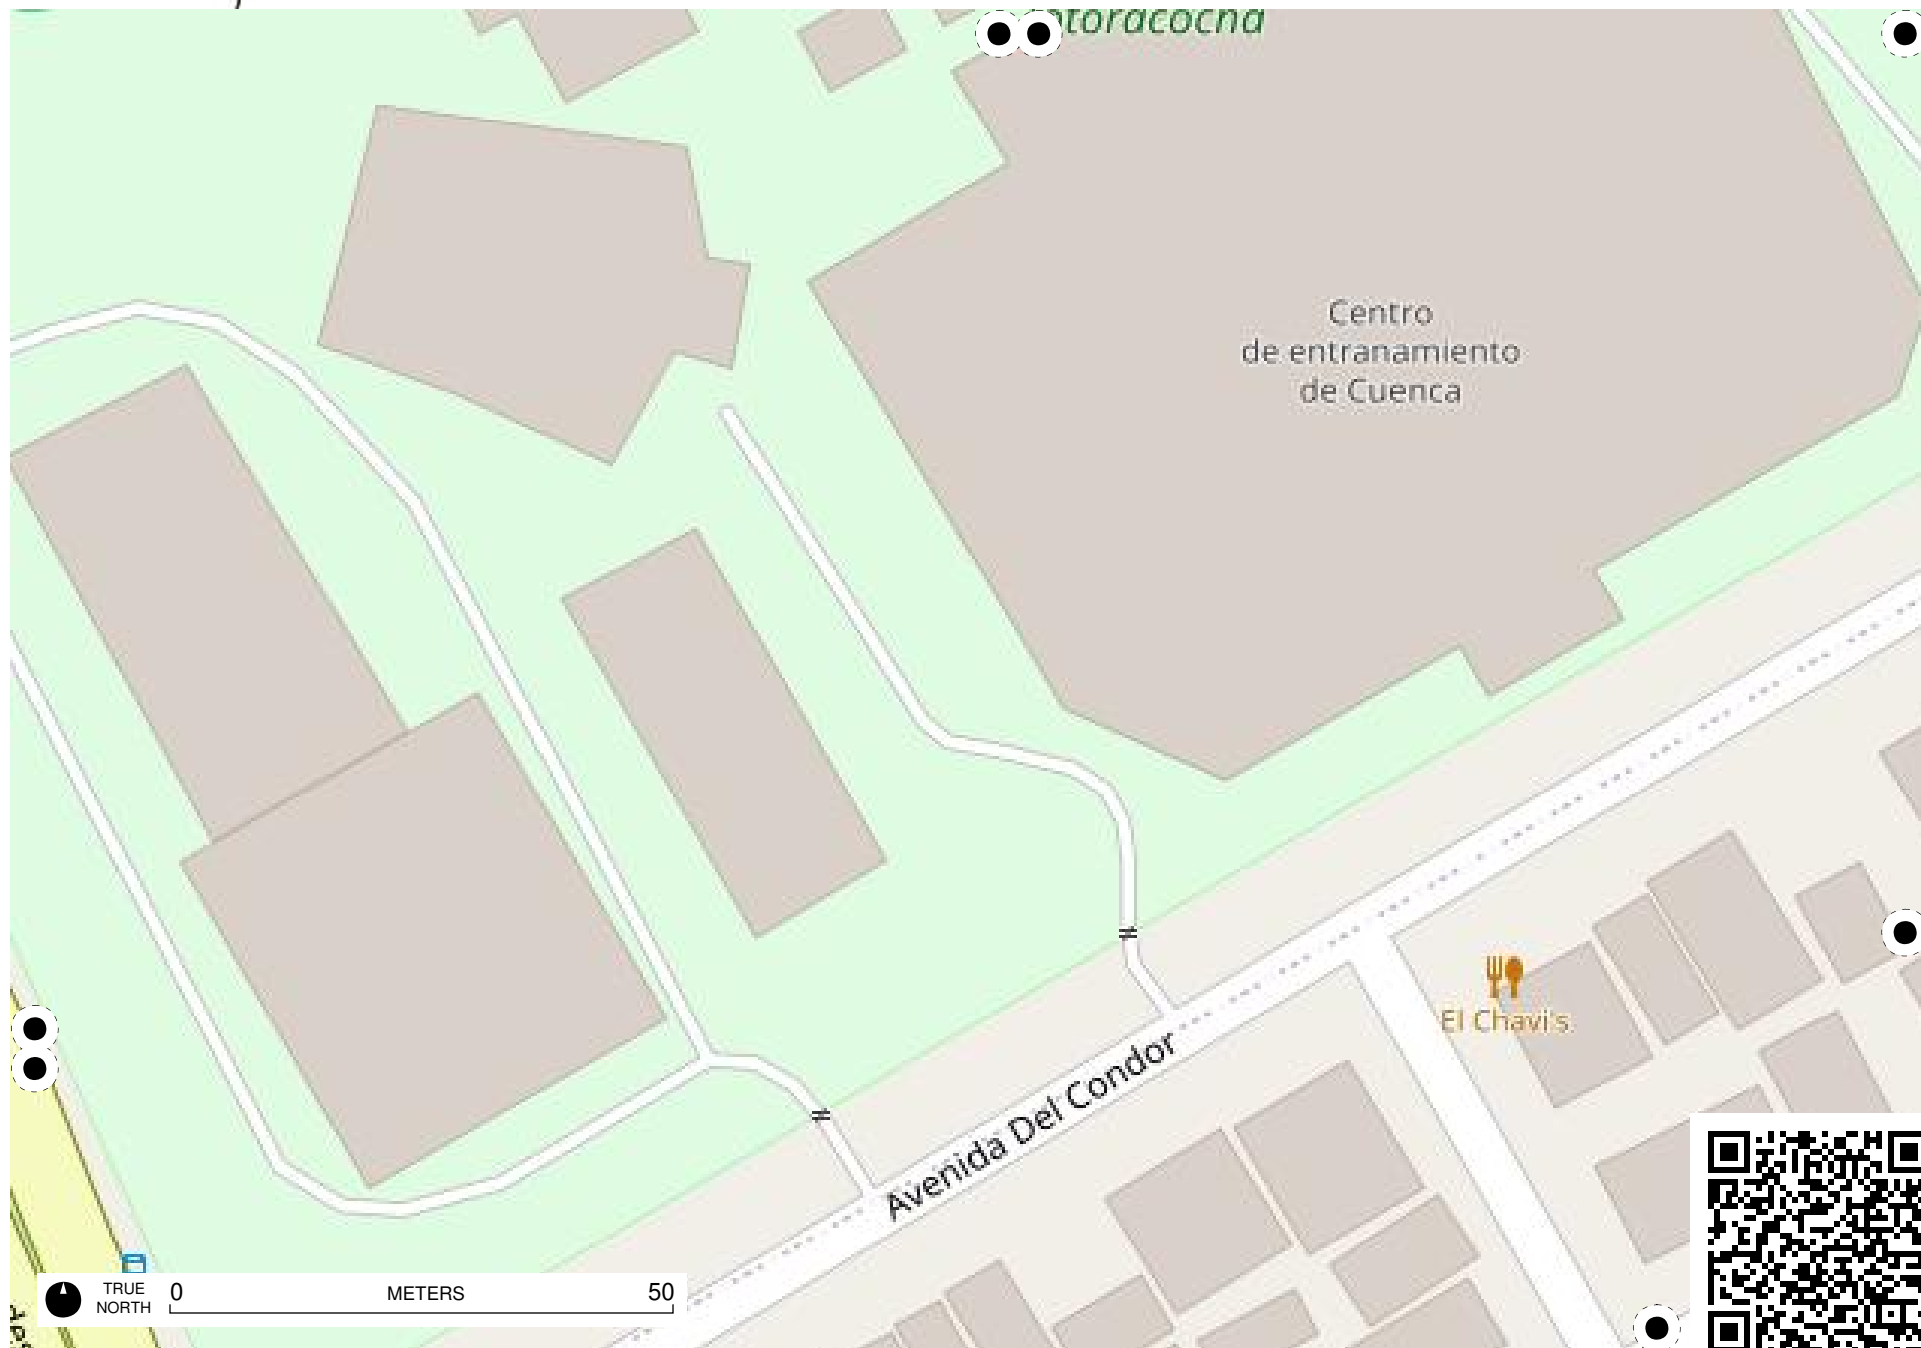 Centro
de entranamiento
de Cuenca
El Chavi's
Avenida Del Condor
TRUE
NORTH
0
METERS
50